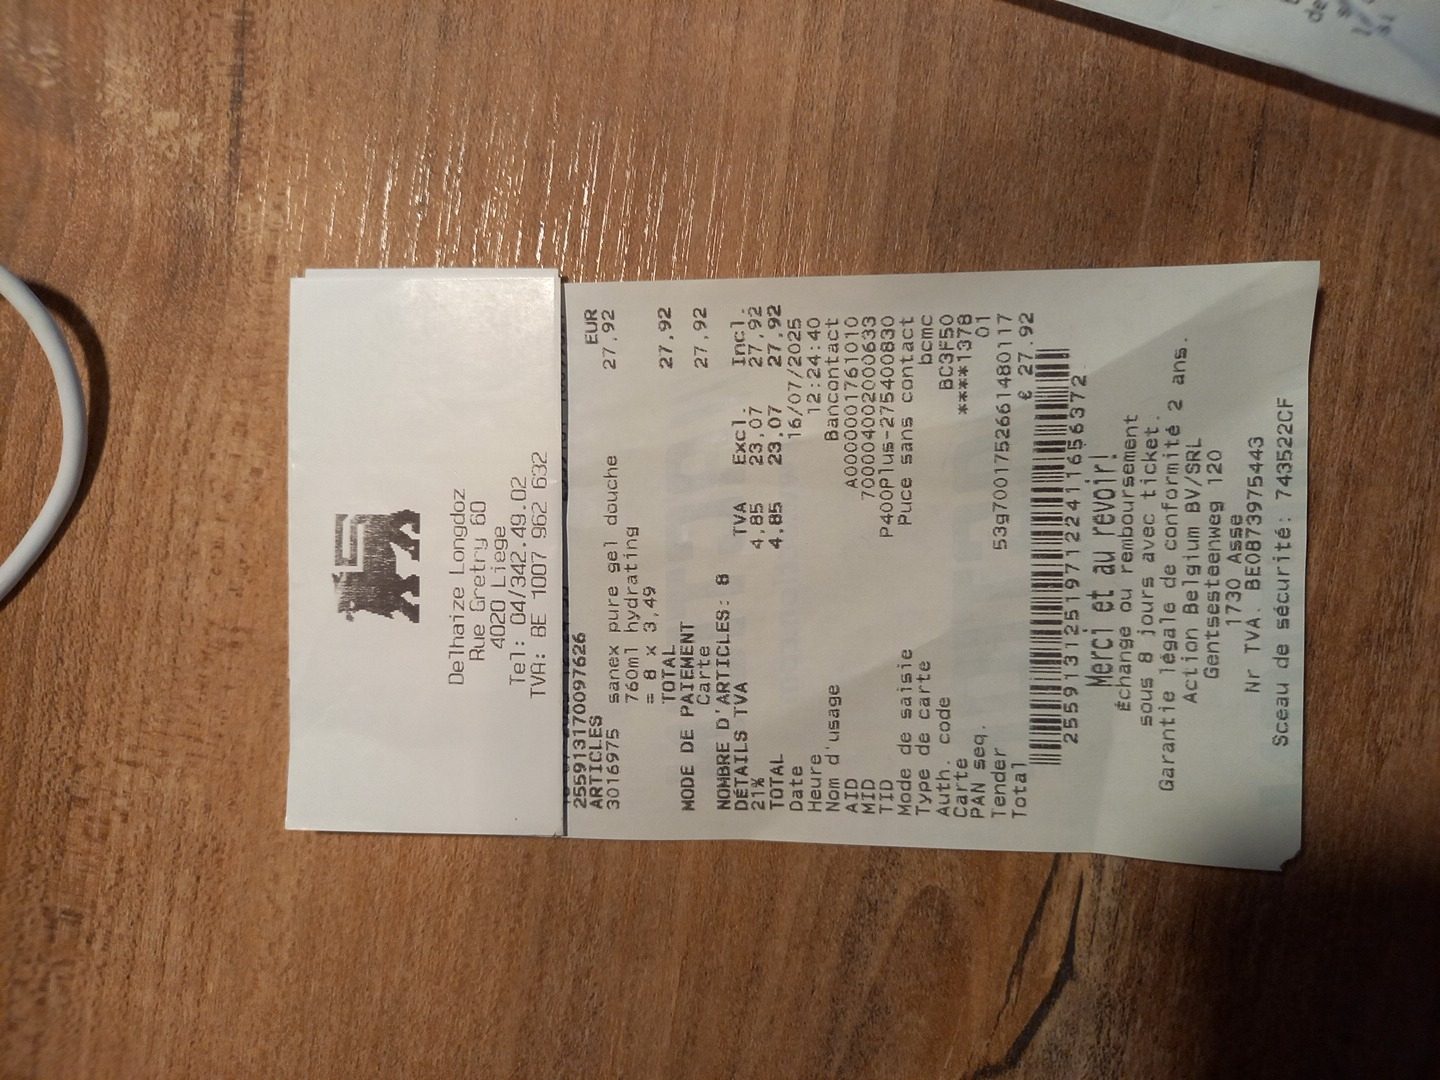 Delhaize Longdoz
Rue Gretry 60
4020 Liege
Tel: 04/342.49.02
TVA: BE 1007 962 632
255913170097626
ARTICLES EUR
3016975 sanex pure gel douche 27,92
760ml hydrating
= 8 x 3,49
TOTAL 27,92
MODE DE PAIEMENT
Carte 27,92
NOMBRE D'ARTICLES: 8
DÉTAILS TVA TVA Excl. Incl.
21% 4,85 23,07 27,92
TOTAL 4,85 23,07 27,92
Date 16/07/2025
Heure 12:24:40
Nom d'usage Bancontact
AID A0000001761010
MID 700004002000633
TID P400Plus-275400830
Mode de saisie Puce sans contact
Type de carte bcmc
Auth. code BC3F50
Carte ****1378
PAN seq. 01
Tender 53g7001752661480117
Total € 27.92
2559131251971224116563 72
Merci et au revoir!
Échange ou remboursement
sous 8 jours avec ticket.
Garantie légale de conformité 2 ans.
Action Belgium BV/SRL
Gentsesteenweg 120
1730 Asse
Nr TVA. BE0873975443
Sceau de sécurité: 743522CF
de